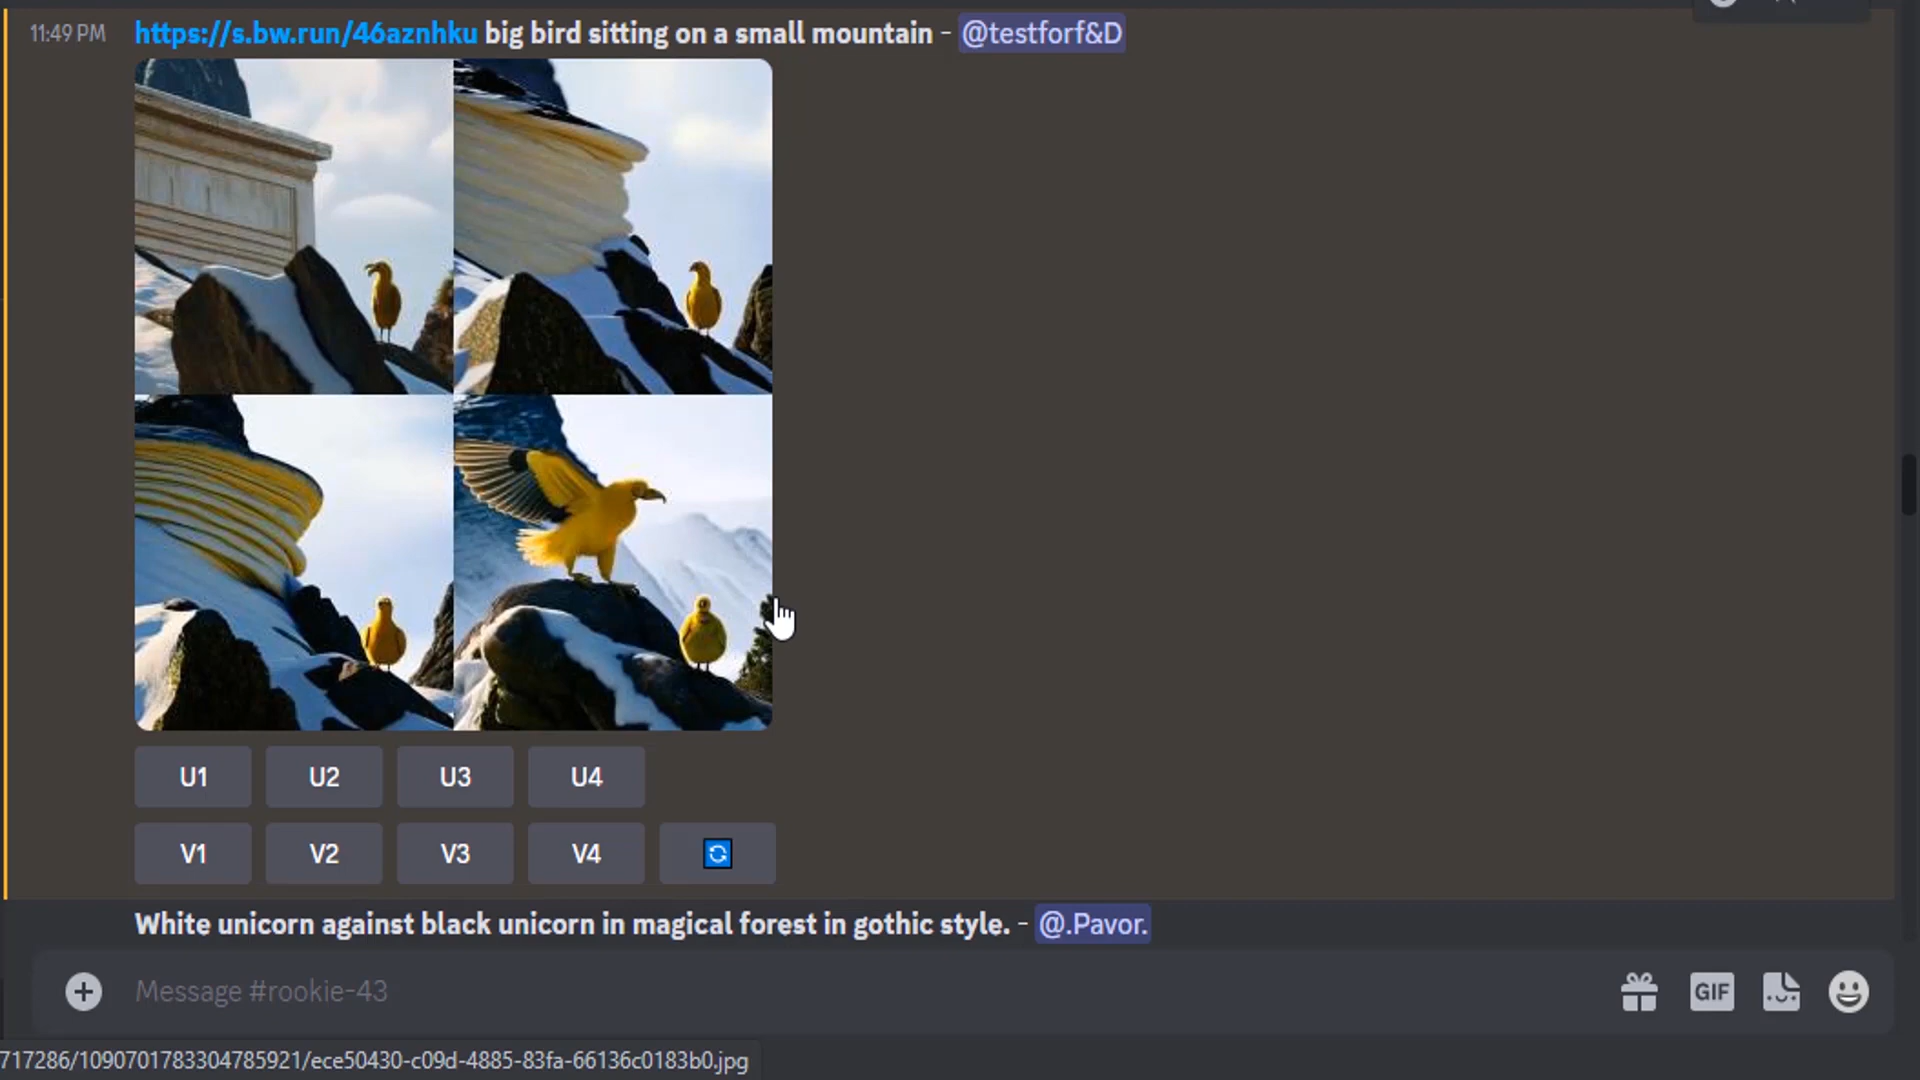 11:49 PM https://s.bw.run/46aznhku big bird sitting on a small mountain - @testforf&D
U1 U2 U3 U4
V1 V2 V3 V4
White unicorn against black unicorn in magical forest in gothic style. - @.Pavor.
Message #rookie-43
GIF
717286/1090701783304785921/ece50430-c09d-4885-83fa-66136c0183b0.jpg